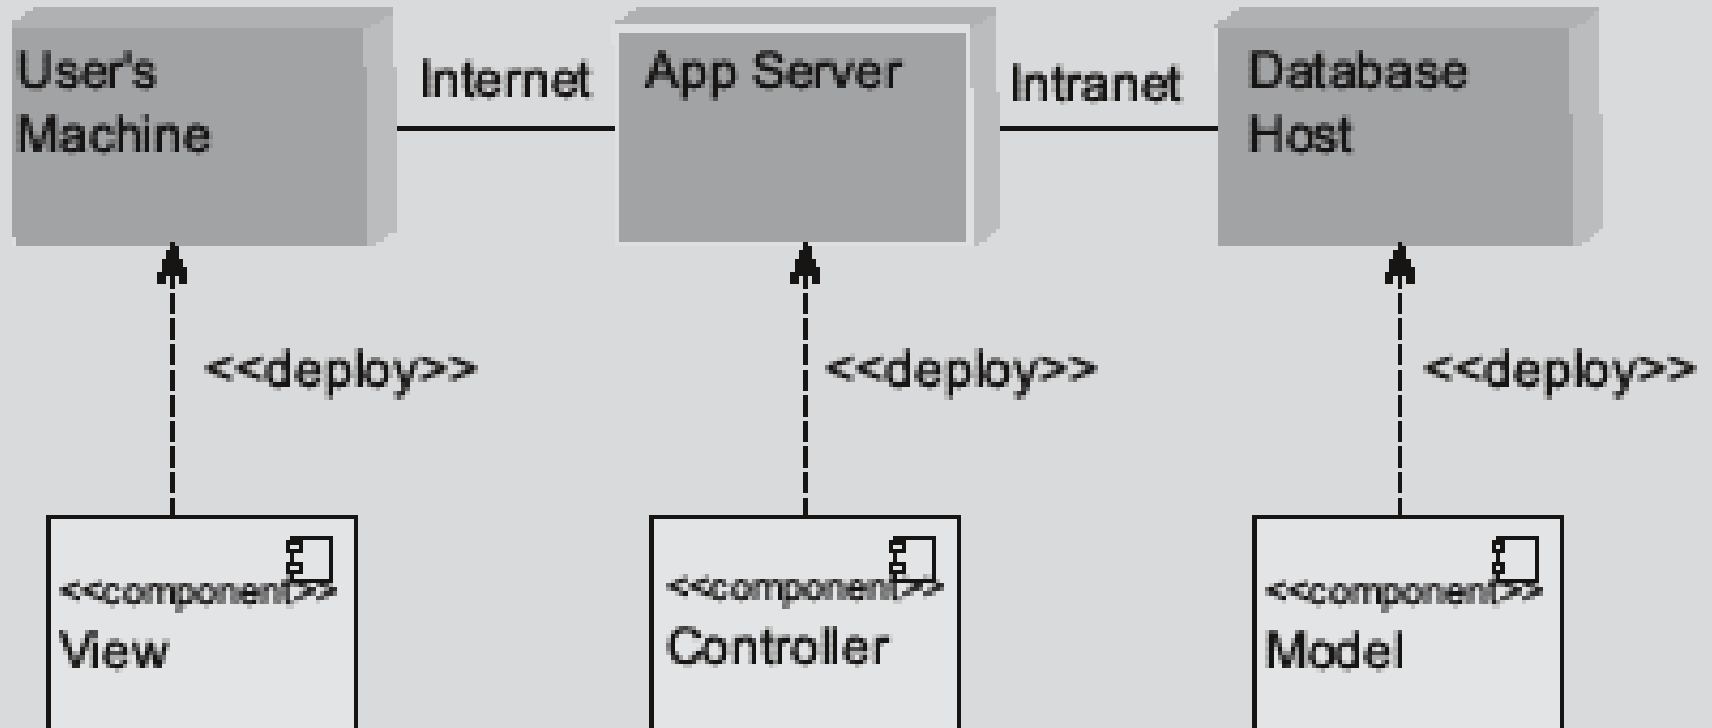 User's
Machine
Internet
App Server
Intranet
Database
Host
<<deploy>>
<<deploy>>
<<deploy>>
<<component>>
View
<<component>>
Controller
<<component>>
Model